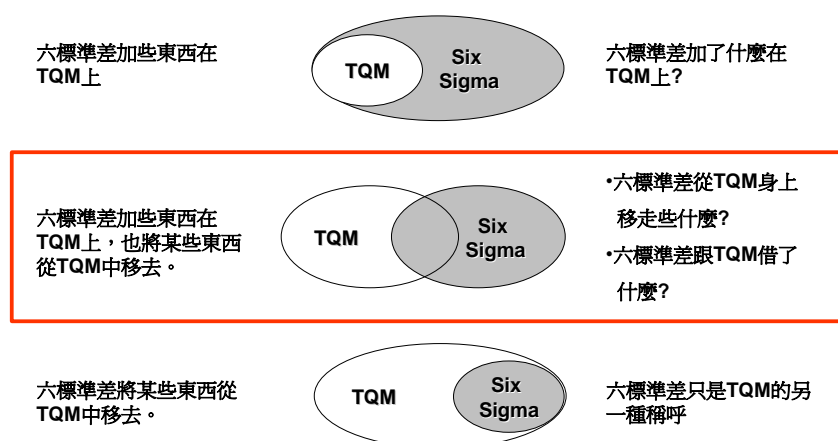 六標準差加些東西在
TQM上
TQM
Six
Sigma
六標準差加了什麼在
TQM上?
六標準差加些東西在
TQM上，也將某些東西
從TQM中移去。
TQM
Six
Sigma
•六標準差從TQM身上
移走些什麼?
•六標準差跟TQM借了
什麼?
六標準差將某些東西從
TQM中移去。
TQM
Six
Sigma
六標準差只是TQM的另
一種稱呼